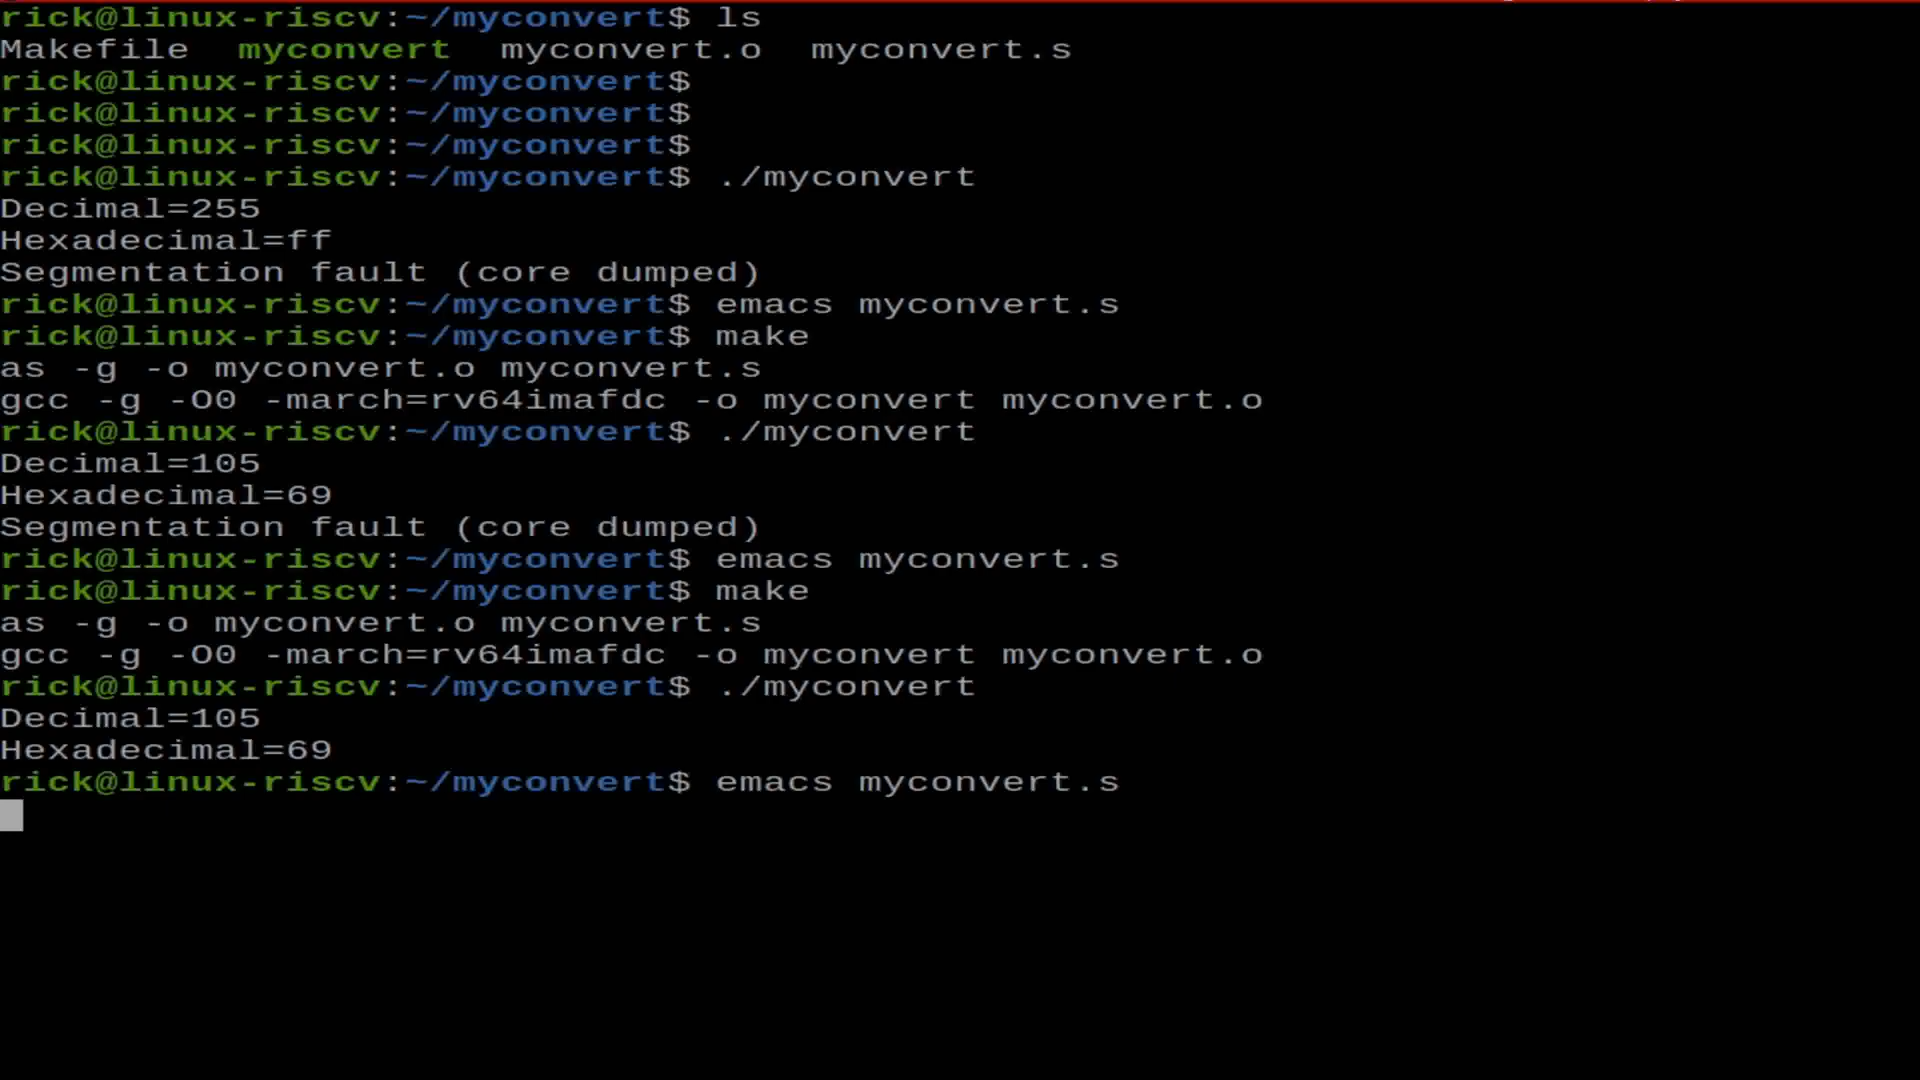 rick@linux-riscv:~/myconvert$ ls
Makefile  myconvert  myconvert.o  myconvert.s
rick@linux-riscv:~/myconvert$
rick@linux-riscv:~/myconvert$
rick@linux-riscv:~/myconvert$
rick@linux-riscv:~/myconvert$ ./myconvert
Decimal=255
Hexadecimal=ff
Segmentation fault (core dumped)
rick@linux-riscv:~/myconvert$ emacs myconvert.s
rick@linux-riscv:~/myconvert$ make
as -g -o myconvert.o myconvert.s
gcc -g -O0 -march=rv64imafdc -o myconvert myconvert.o
rick@linux-riscv:~/myconvert$ ./myconvert
Decimal=105
Hexadecimal=69
Segmentation fault (core dumped)
rick@linux-riscv:~/myconvert$ emacs myconvert.s
rick@linux-riscv:~/myconvert$ make
as -g -o myconvert.o myconvert.s
gcc -g -O0 -march=rv64imafdc -o myconvert myconvert.o
rick@linux-riscv:~/myconvert$ ./myconvert
Decimal=105
Hexadecimal=69
rick@linux-riscv:~/myconvert$ emacs myconvert.s